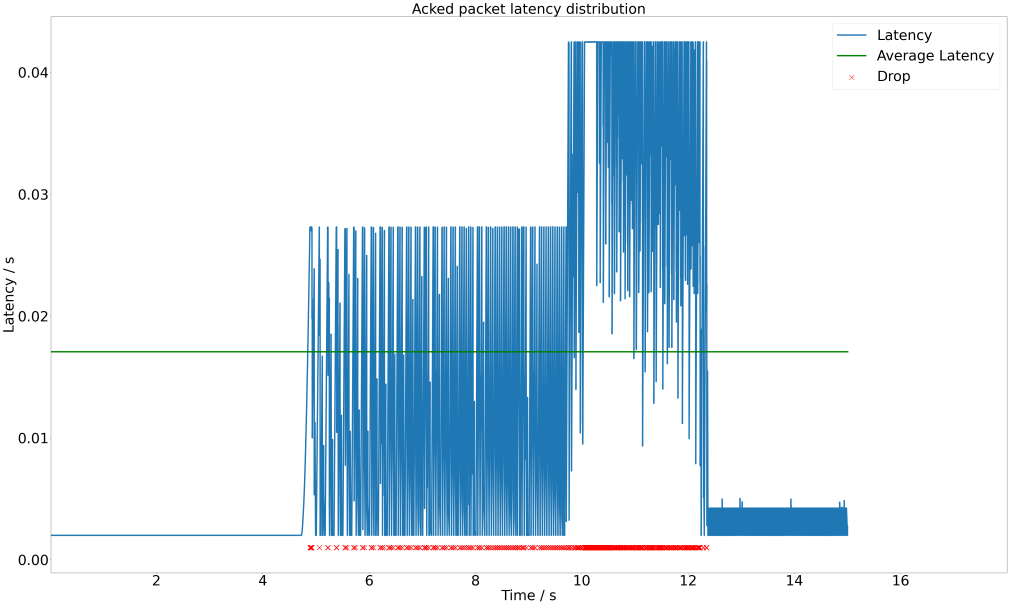 Acked packet latency distribution
Latency
Average Latency
Drop
Latency / s
0.04
0.03
0.02
0.01
0.00
2 4 6 8 10 12 14 16
Time / s